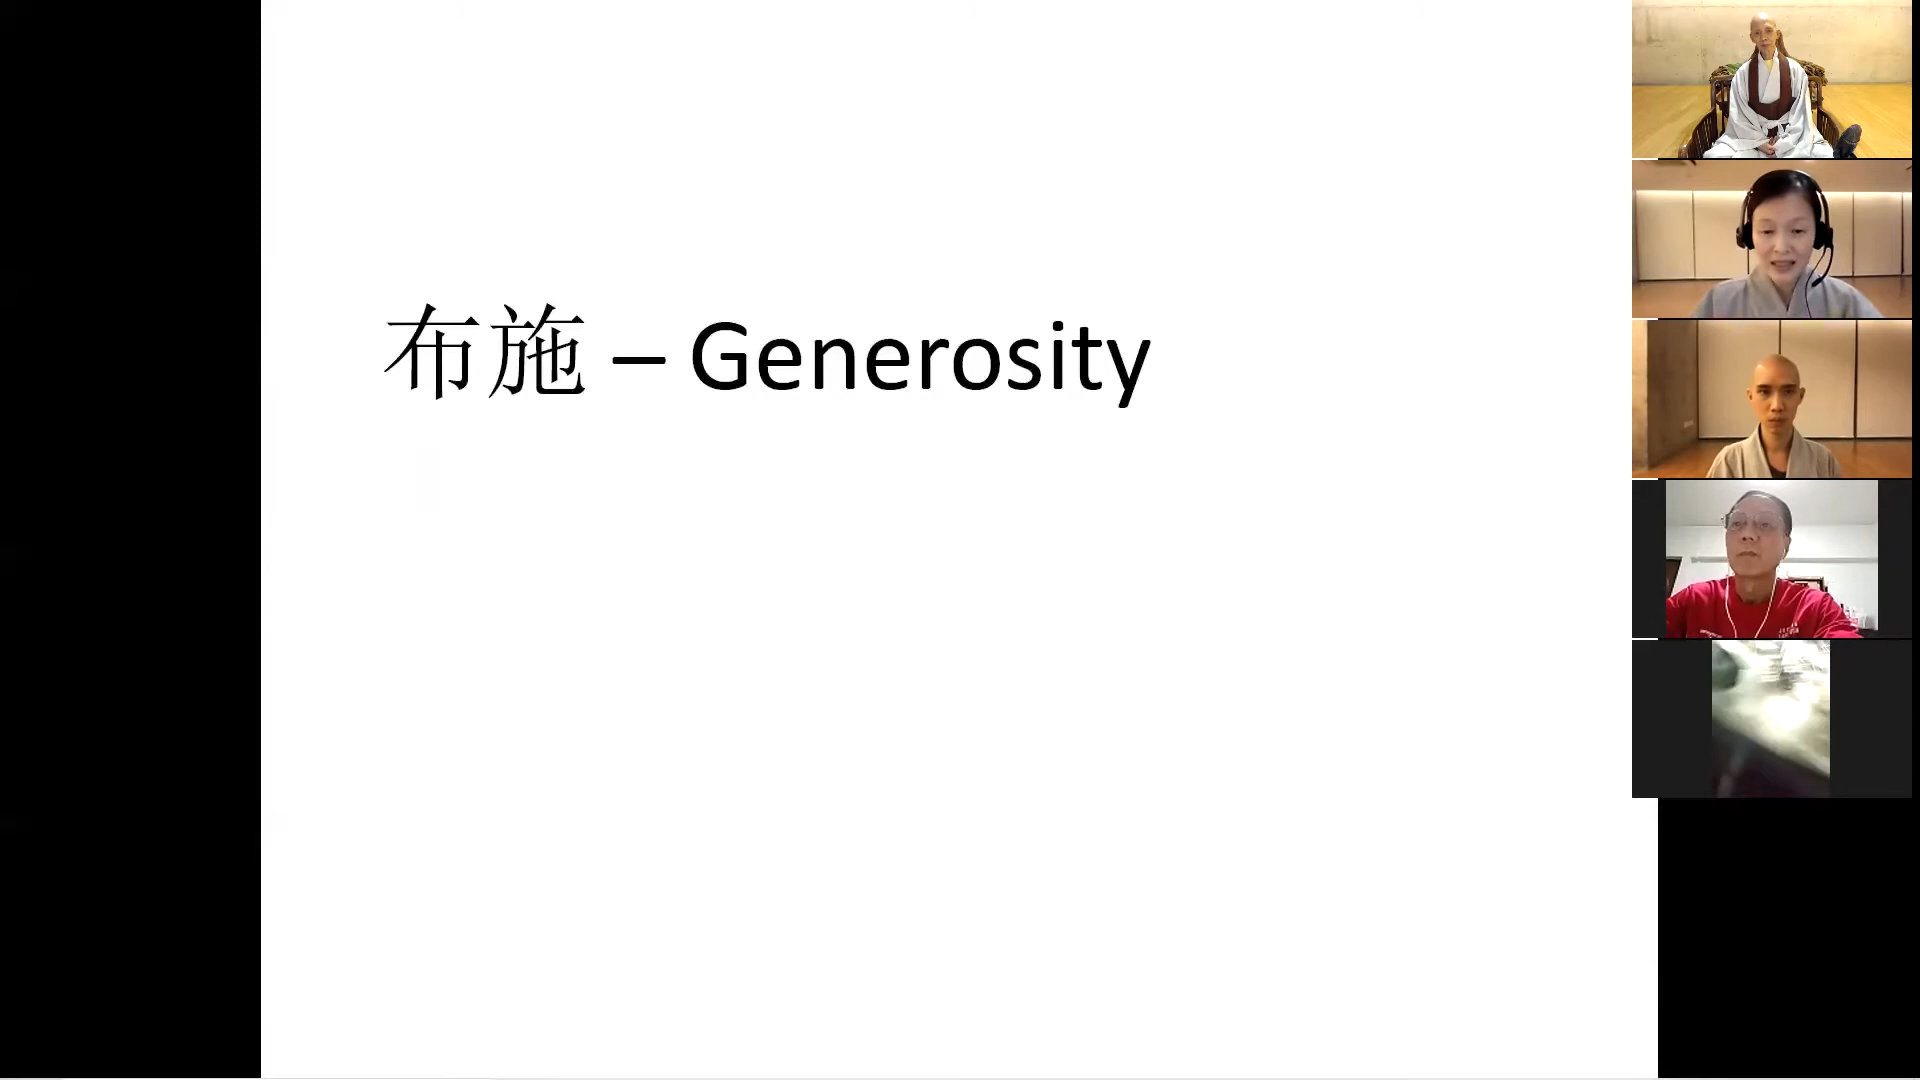 布施 – Generosity